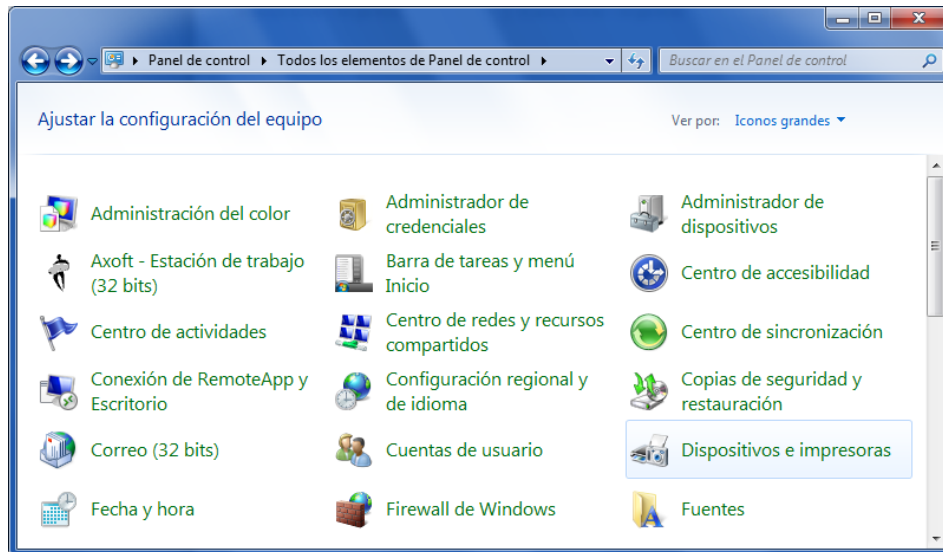 Panel de control Todos los elementos de Panel de control
Buscar en el Panel de control
Ajustar la configuración del equipo
Ver por: Iconos grandes
Administración del color
Administrador de
credenciales
Administrador de
dispositivos
Axoft - Estación de trabajo
(32 bits)
Barra de tareas y menú
Inicio
Centro de accesibilidad
Centro de actividades
Centro de redes y recursos
compartidos
Centro de sincronización
Conexión de RemoteApp y
Escritorio
Configuración regional y
de idioma
Copias de seguridad y
restauración
Correo (32 bits)
Cuentas de usuario
Dispositivos e impresoras
Fecha y hora
Firewall de Windows
Fuentes